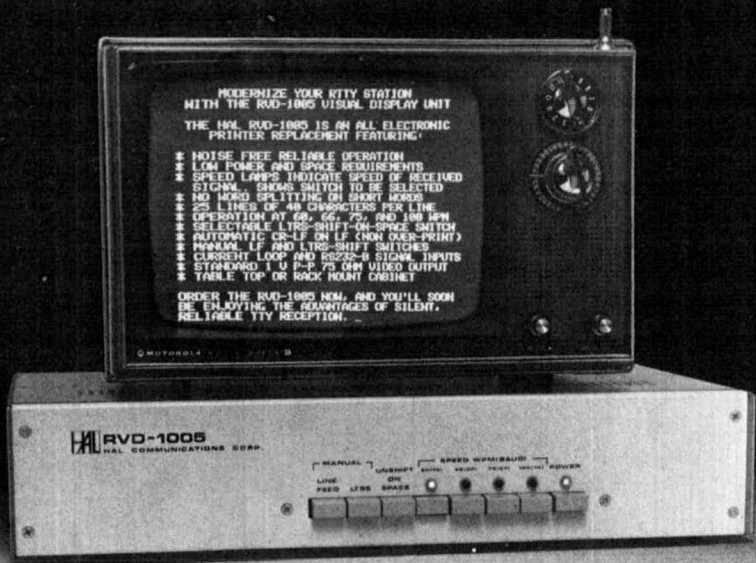 MODERNIZE YOUR RTTY STATION
WITH THE RVD-1005 VISUAL DISPLAY UNIT
THE HAL RVD-1005 IS AN ALL ELECTRONIC
PRINTER REPLACEMENT FEATURING:
* NOISE FREE RELIABLE OPERATION
* LOW POWER AND SPACE REQUIREMENTS
* SPEED LAMPS INDICATE SPEED OF RECEIVED
SIGNAL. SHOWS SWITCH TO BE SELECTED
* NO WORD SPLITTING ON SHORT WORDS
* 25 LINES OF 40 CHARACTERS PER LINE
* OPERATION AT 60, 66, 75, AND 100 WPM
* SELECTABLE LTRS-SHIFT-ON-SPACE SWITCH
* AUTOMATIC CR-LF ON LF (NON OVER-PRINT)
* MANUAL LF AND LTRS-SHIFT SWITCHES
* CURRENT LOOP AND RS232-B SIGNAL INPUTS
* STANDARD 1 V P-P 75 OHM VIDEO OUTPUT
* TABLE TOP OR RACK MOUNT CABINET
ORDER THE RVD-1005 NOW, AND YOU'LL SOON
BE ENJOYING THE ADVANTAGES OF SILENT,
RELIABLE TTY RECEPTION. _
MOTOROLA
HAL RVD-1005
HAL COMMUNICATIONS CORP.
MANUAL
LINE FEED
LTRS
UNSHIFT ON SPACE
SPEED WPM(BAUD)
POWER